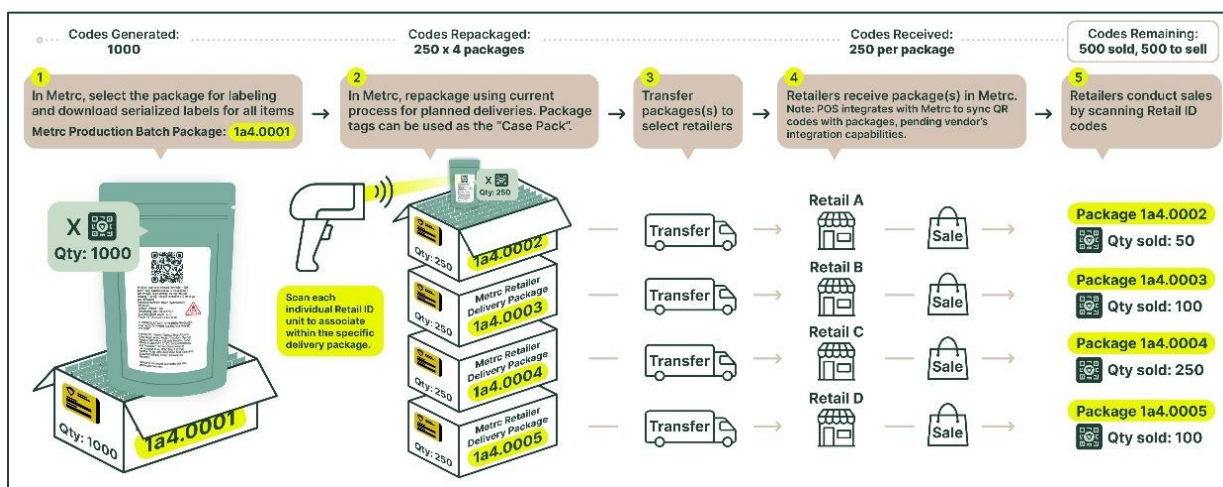 Codes Generated:
1000
Codes Repackaged:
250 x 4 packages
Codes Received:
250 per package
Codes Remaining:
500 sold, 500 to sell
1
In Metrc, select the package for labeling
and download serialized labels for all items
Metrc Production Batch Package: 1a4.0001
2
In Metrc, repackage using current
process for planned deliveries. Package
tags can be used as the “Case Pack”.
3
Transfer
packages(s) to
select retailers
4
Retailers receive package(s) in Metrc.
Note: POS integrates with Metrc to sync QR
codes with packages, pending vendor’s
integration capabilities.
5
Retailers conduct sales
by scanning Retail ID
codes
X
Qty: 1000
Qty: 1000
1a4.0001
Scan each
individual Retail ID
unit to associate
within the specific
delivery package.
X
Qty: 250
Qty: 250
1a4.0002
Metrc Retailer
Delivery Package
Qty: 250
1a4.0003
Metrc Retailer
Delivery Package
Qty: 250
1a4.0004
Metrc Retailer
Delivery Package
Qty: 250
1a4.0005
Transfer
Retail A
Sale
Package 1a4.0002
Qty sold: 50
Transfer
Retail B
Sale
Package 1a4.0003
Qty sold: 100
Transfer
Retail C
Sale
Package 1a4.0004
Qty sold: 250
Transfer
Retail D
Sale
Package 1a4.0005
Qty sold: 100